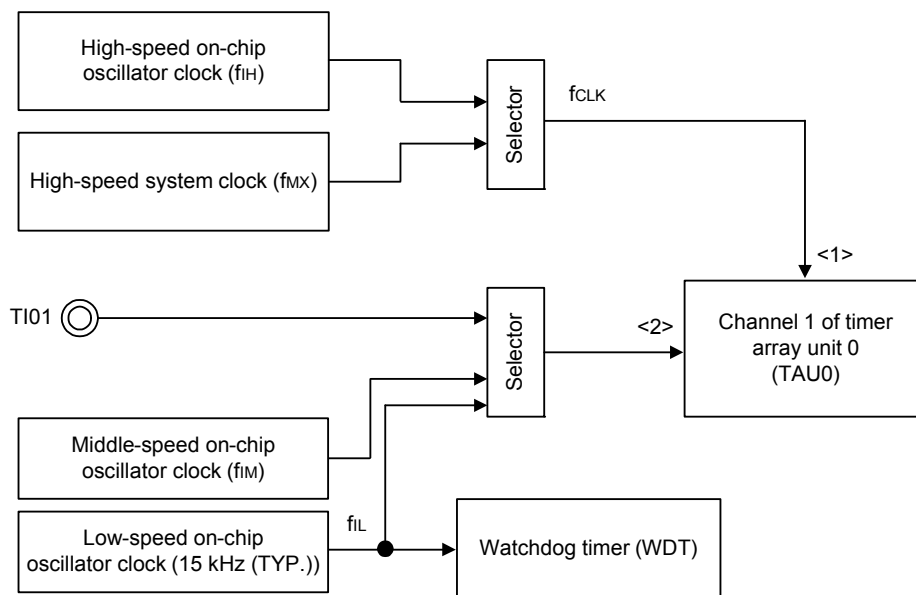 High-speed on-chip
oscillator clock (fIH)
Selector
fCLK
High-speed system clock (fMX)
<1>
TI01
Selector
<2>
Channel 1 of timer
array unit 0
(TAU0)
Middle-speed on-chip
oscillator clock (fIM)
Low-speed on-chip
oscillator clock (15 kHz (TYP.))
fIL
Watchdog timer (WDT)